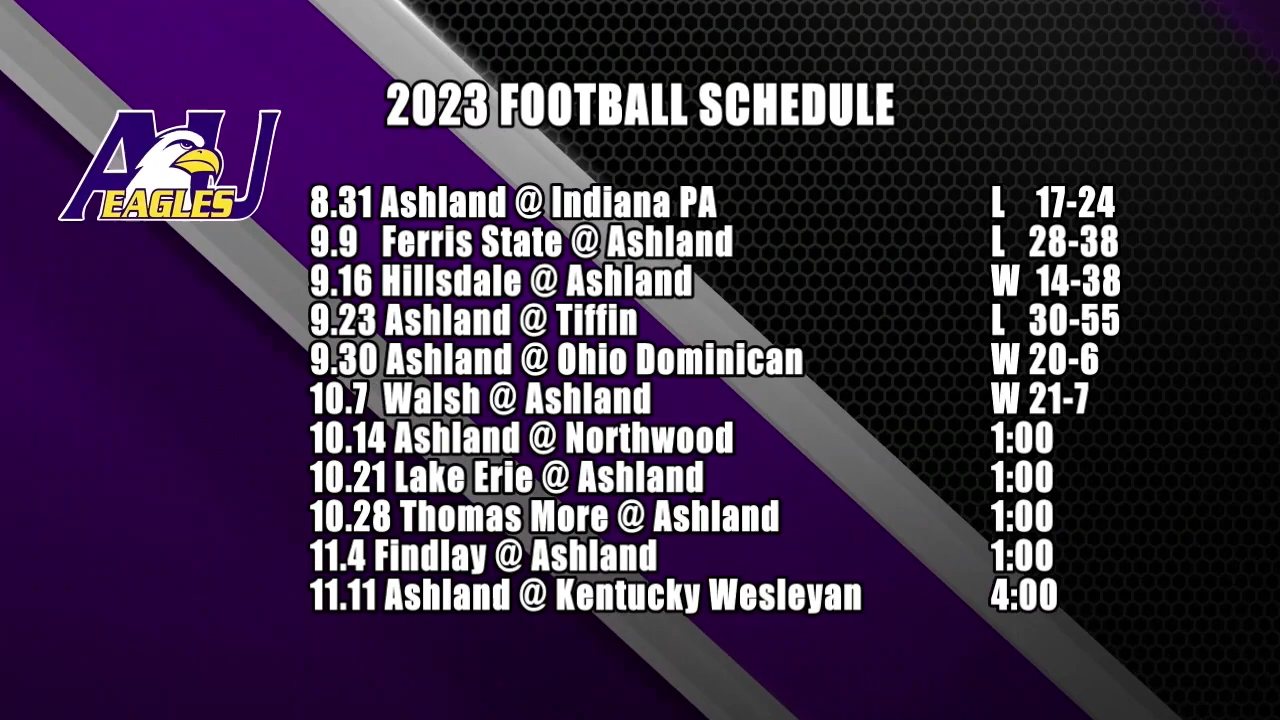 2023 FOOTBALL SCHEDULE
AU
EAGLES
8.31 Ashland @ Indiana PA L 17-24
9.9 Ferris State @ Ashland L 28-38
9.16 Hillsdale @ Ashland W 14-38
9.23 Ashland @ Tiffin L 30-55
9.30 Ashland @ Ohio Dominican W 20-6
10.7 Walsh @ Ashland W 21-7
10.14 Ashland @ Northwood 1:00
10.21 Lake Erie @ Ashland 1:00
10.28 Thomas More @ Ashland 1:00
11.4 Findlay @ Ashland 1:00
11.11 Ashland @ Kentucky Wesleyan 4:00